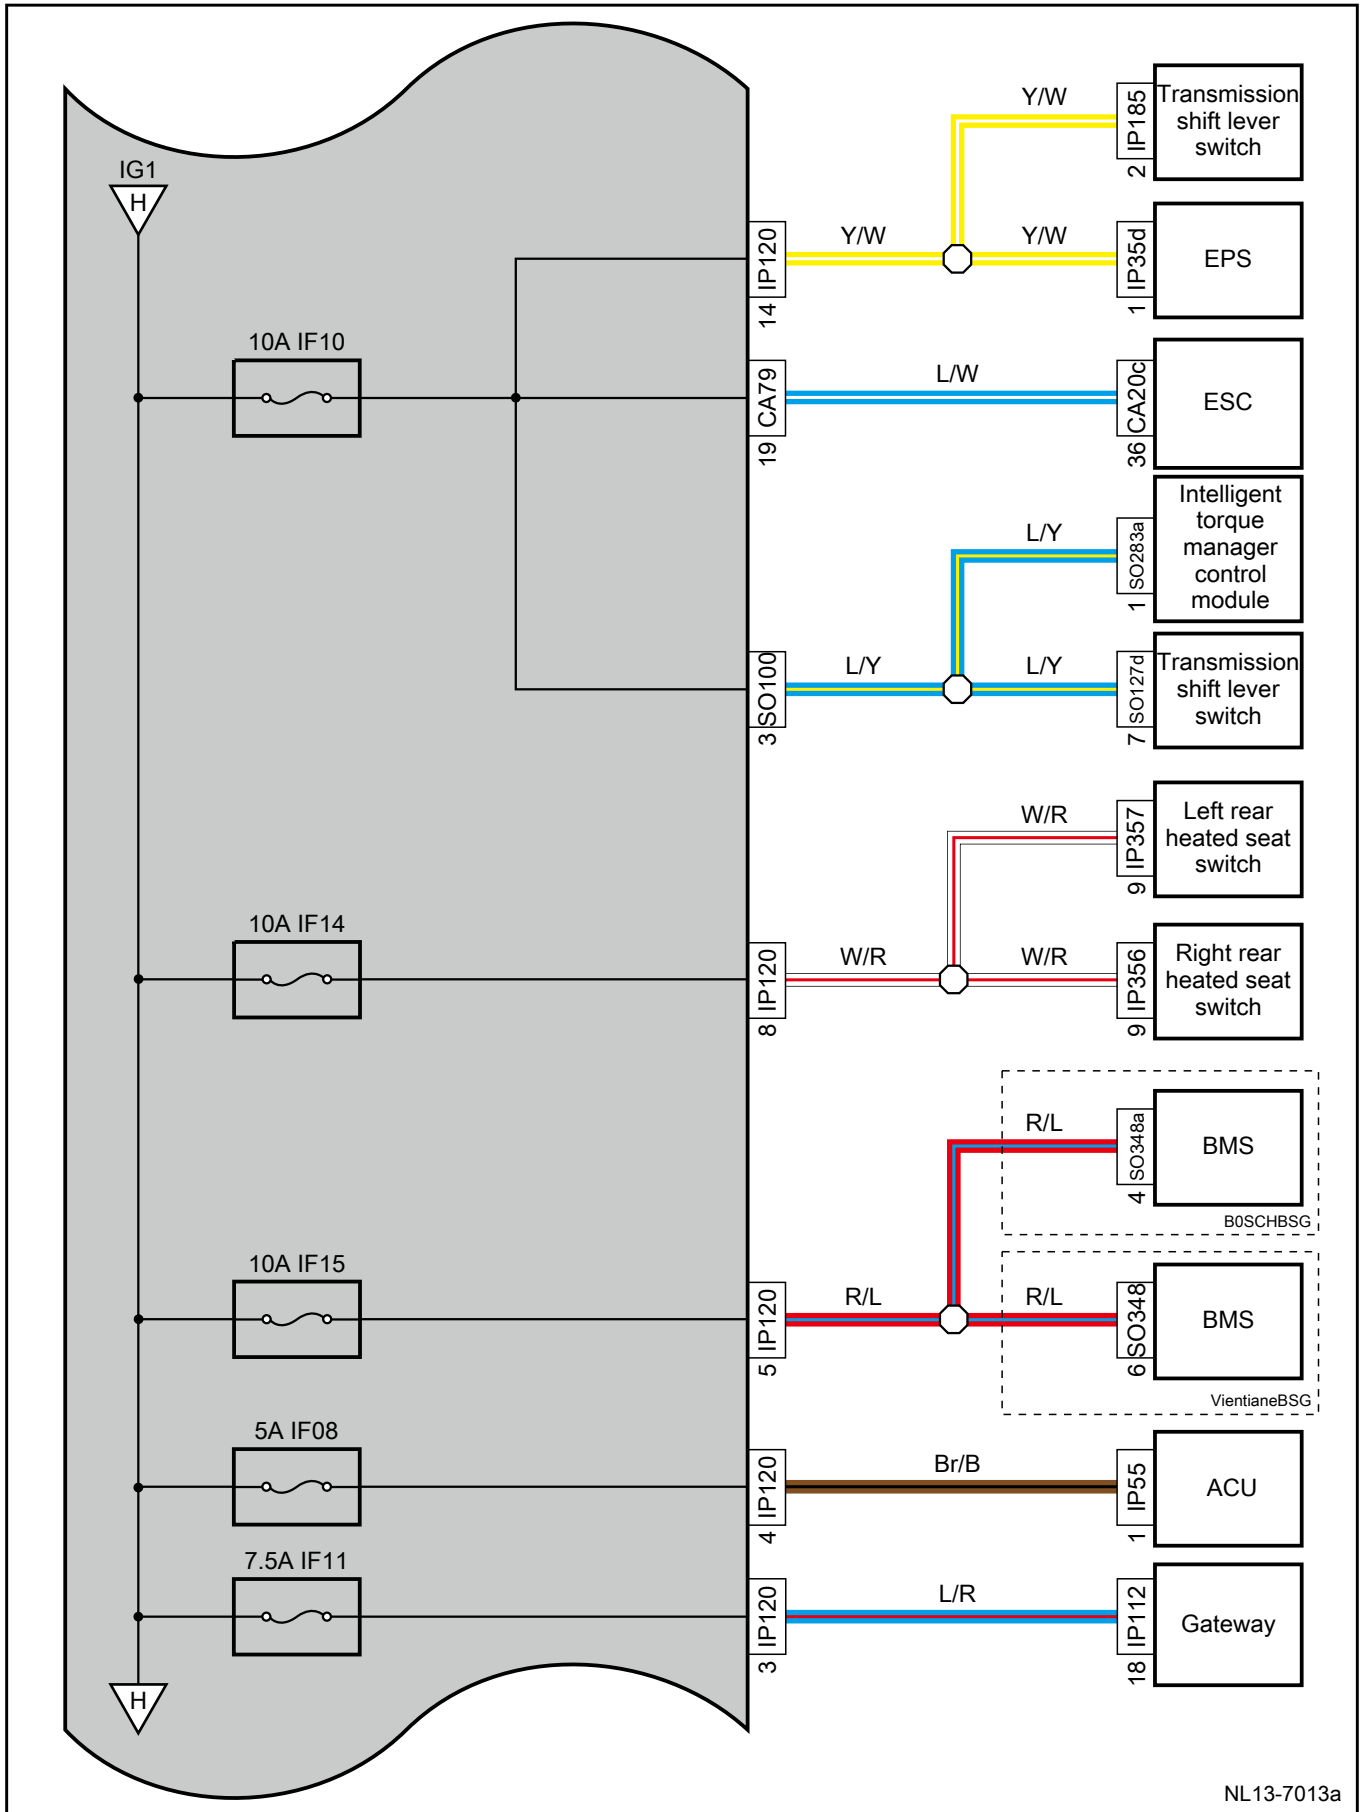 IG1
H
10A IF10
14 IP120
Y/W
Y/W
Y/W
2 IP185
Transmission
shift lever
switch
1 IP35d
EPS
19 CA79
L/W
36 CA20c
ESC
3 SO100
L/Y
L/Y
L/Y
1 SO283a
Intelligent
torque
manager
control
module
7 SO127d
Transmission
shift lever
switch
10A IF14
8 IP120
W/R
W/R
W/R
9 IP357
Left rear
heated seat
switch
9 IP356
Right rear
heated seat
switch
10A IF15
5 IP120
R/L
R/L
R/L
4 SO348a
BMS
B0SCHBSG
6 SO348
BMS
VientianeBSG
5A IF08
4 IP120
Br/B
1 IP55
ACU
7.5A IF11
3 IP120
L/R
18 IP112
Gateway
H
NL13-7013a